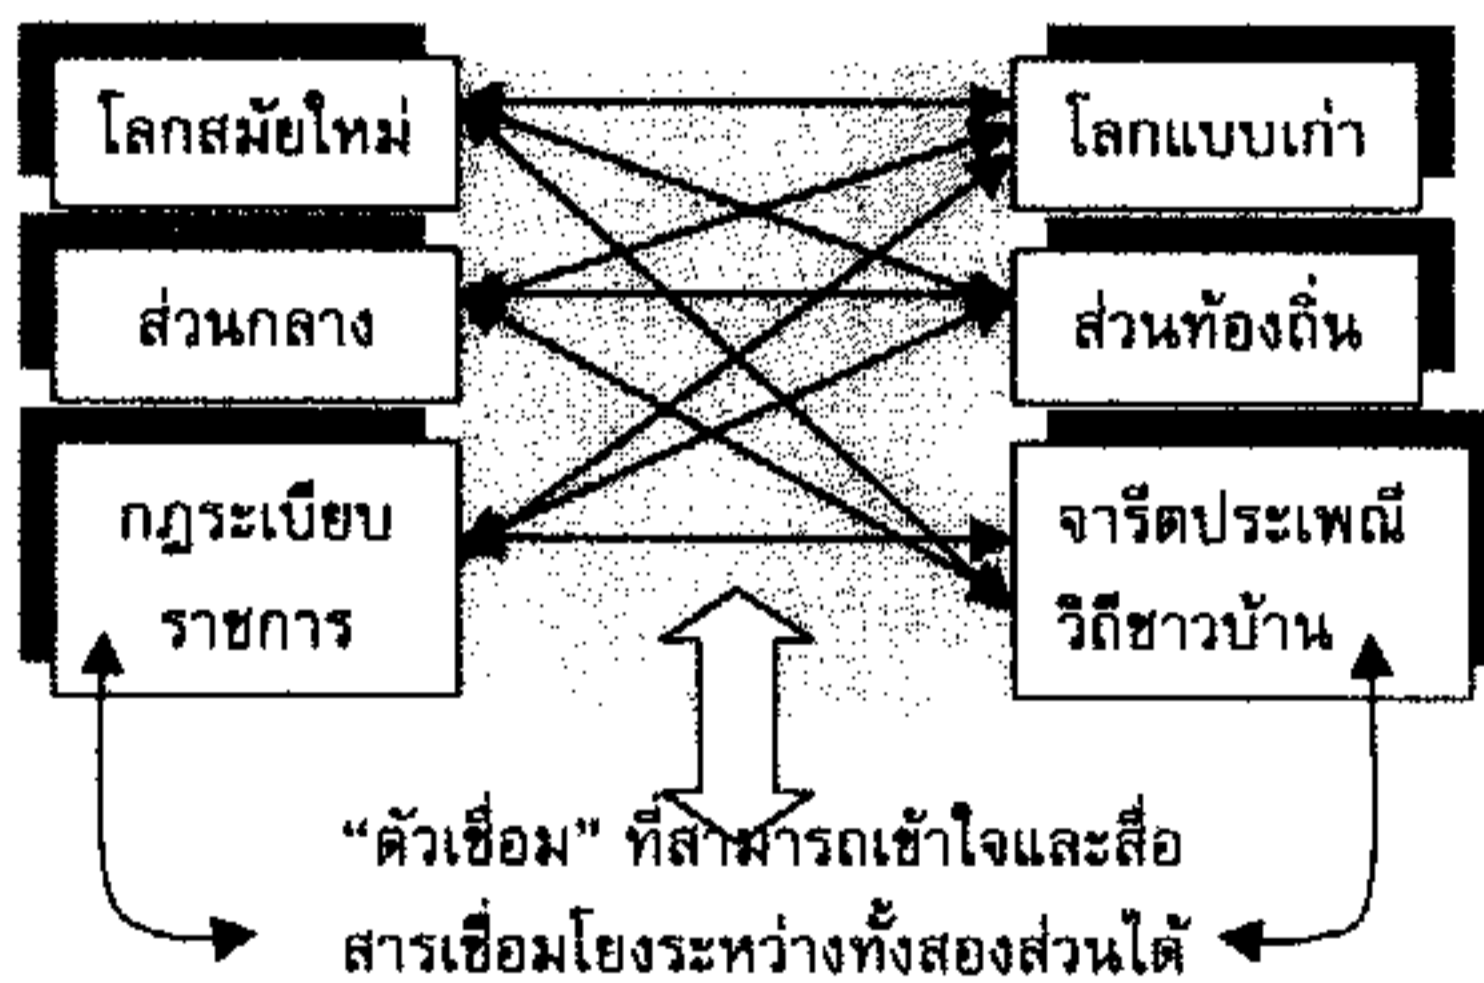 โลกสมัยใหม่
โลกแบบเก่า
ส่วนกลาง
ส่วนท้องถิ่น
กฎระเบียบ
ราชการ
จารีตประเพณี
วิถีชาวบ้าน
“ตัวเชื่อม” ที่สามารถเข้าใจและสื่อ
สารเชื่อมโยงระหว่างทั้งสองส่วนได้